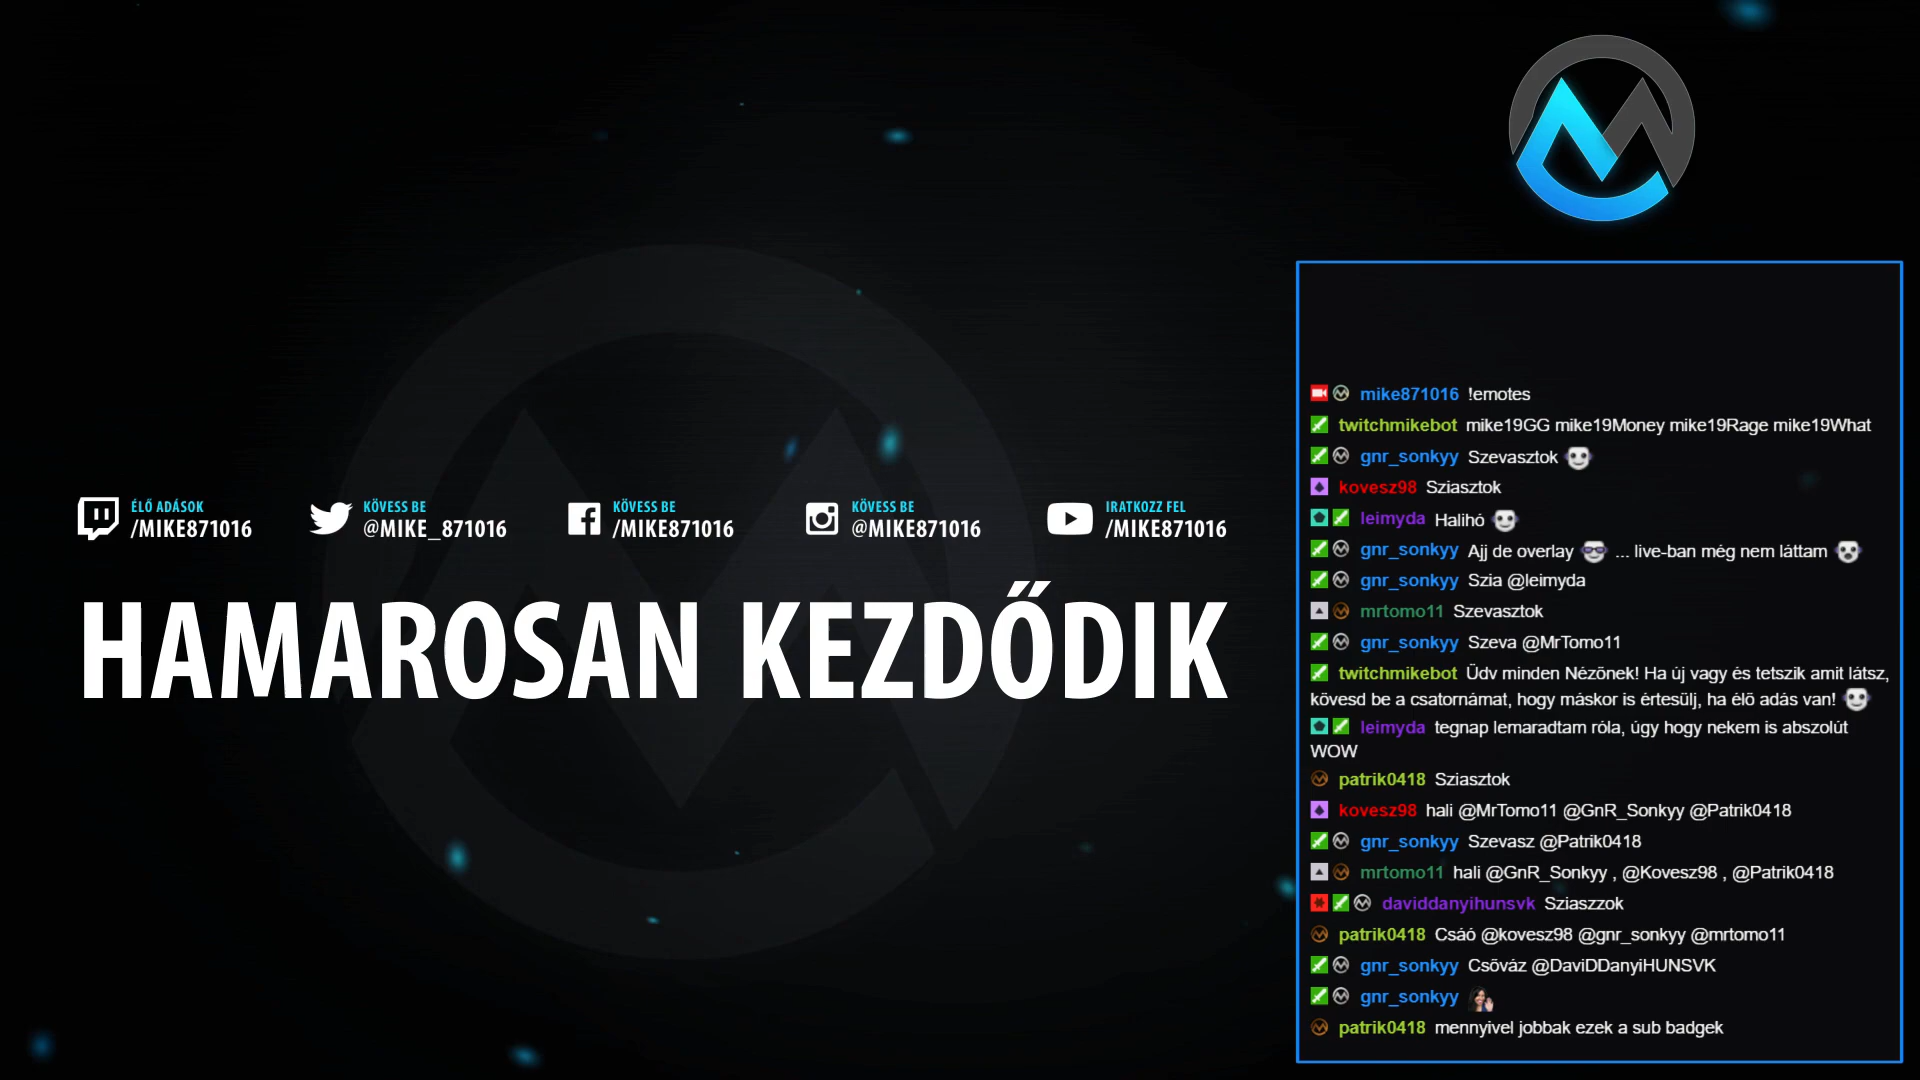 ÉLŐ ADÁSOK
/MIKE871016
KÖVESS BE
@MIKE_871016
KÖVESS BE
/MIKE871016
KÖVESS BE
@MIKE871016
IRATKOZZ FEL
/MIKE871016
HAMAROSAN KEZDŐDIK
mike871016 !emotes
twitchmikebot mike19GG mike19Money mike19Rage mike19What
gnr_sonkyy Szevasztok
kovesz98 Sziasztok
leimyda Halihó
gnr_sonkyy Ajj de overlay ... live-ban még nem láttam
gnr_sonkyy Szia @leimyda
mrtomo11 Szevasztok
gnr_sonkyy Szeva @MrTomo11
twitchmikebot Üdv minden Nézőnek! Ha új vagy és tetszik amit látsz,
kövesd be a csatornámat, hogy máskor is értesülj, ha élő adás van!
leimyda tegnap lemaradtam róla, úgy hogy nekem is abszolút
WOW
patrik0418 Sziasztok
kovesz98 hali @MrTomo11 @GnR_Sonkyy @Patrik0418
gnr_sonkyy Szevasz @Patrik0418
mrtomo11 hali @GnR_Sonkyy , @Kovesz98 , @Patrik0418
daviddanyihunsvk Sziaszzok
patrik0418 Csáó @kovesz98 @gnr_sonkyy @mrtomo11
gnr_sonkyy Csőváz @DaviDDanyiHUNSVK
gnr_sonkyy
patrik0418 mennyivel jobbak ezek a sub badgek